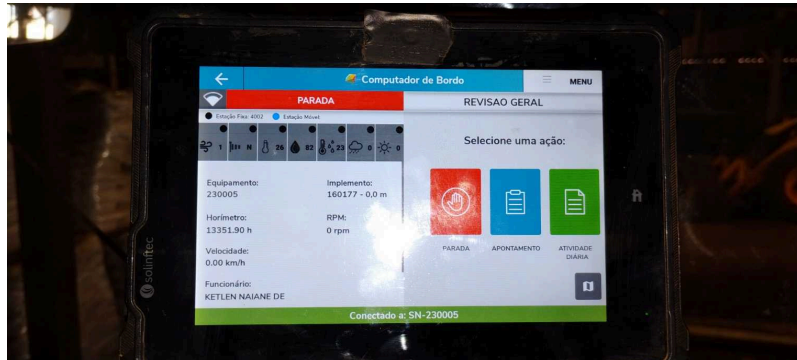 Computador de Bordo
MENU
PARADA
REVISAO GERAL
Estação Fixa: 4002 Estação Móvel
1 N 26 82 23 0 0
Selecione uma ação:
Equipamento:
230005
Implemento:
160177 - 0,0 m
Horímetro:
13351.90 h
RPM:
0 rpm
Velocidade:
0.00 km/h
Funcionário:
KETLEN NAIANE DE
PARADA
APONTAMENTO
ATIVIDADE
DIÁRIA
Conectado a: SN-230005
solinftec